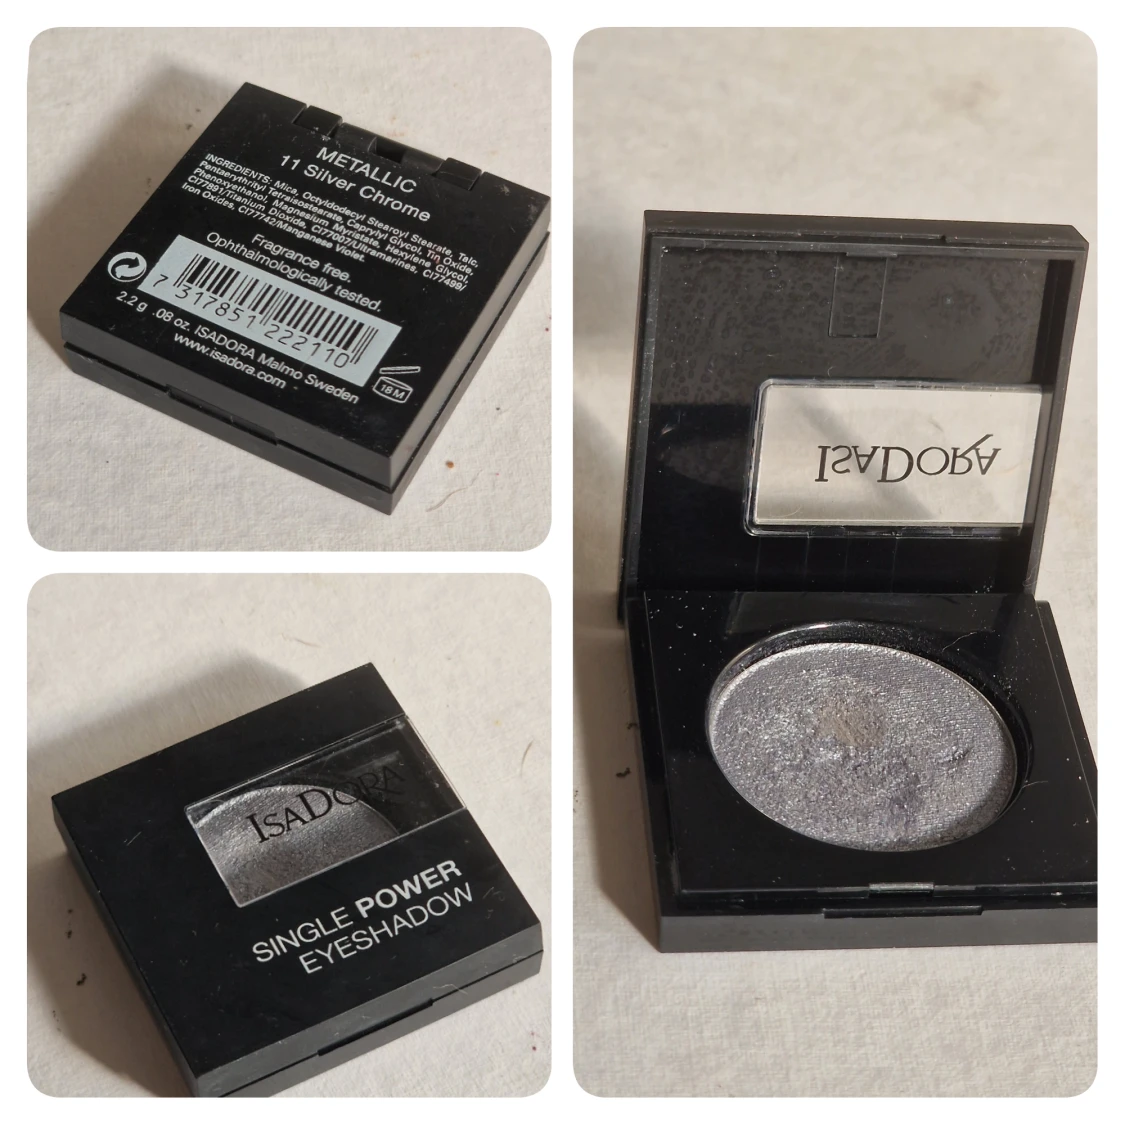 METALLIC
11 Silver Chrome
INGREDIENTS: Mica, Octyldodecyl Stearoyl Stearate, Talc,
Pentaerythrityl Tetraisostearate, Caprylyl Glycol, Tin Oxide,
Phenoxyethanol, Magnesium Myristate, Hexylene Glycol,
CI77891/Titanium Dioxide, CI77007/Ultramarines, CI77499/
Iron Oxides, CI77742/Manganese Violet.
Fragrance free.
Ophthalmologically tested.
7 317851 222110
2.2 g .08 oz. ISADORA Malmo Sweden
www.isadora.com
18 M
ISADORA
SINGLE POWER
EYESHADOW
ISADORA